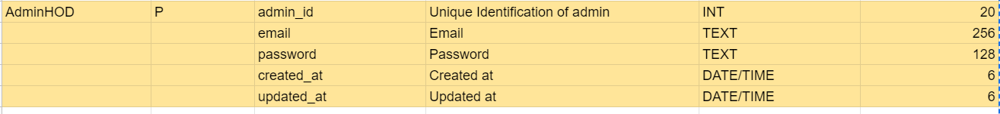 AdminHOD P admin_id Unique Identification of admin INT 20
email Email TEXT 256
password Password TEXT 128
created_at Created at DATE/TIME 6
updated_at Updated at DATE/TIME 6